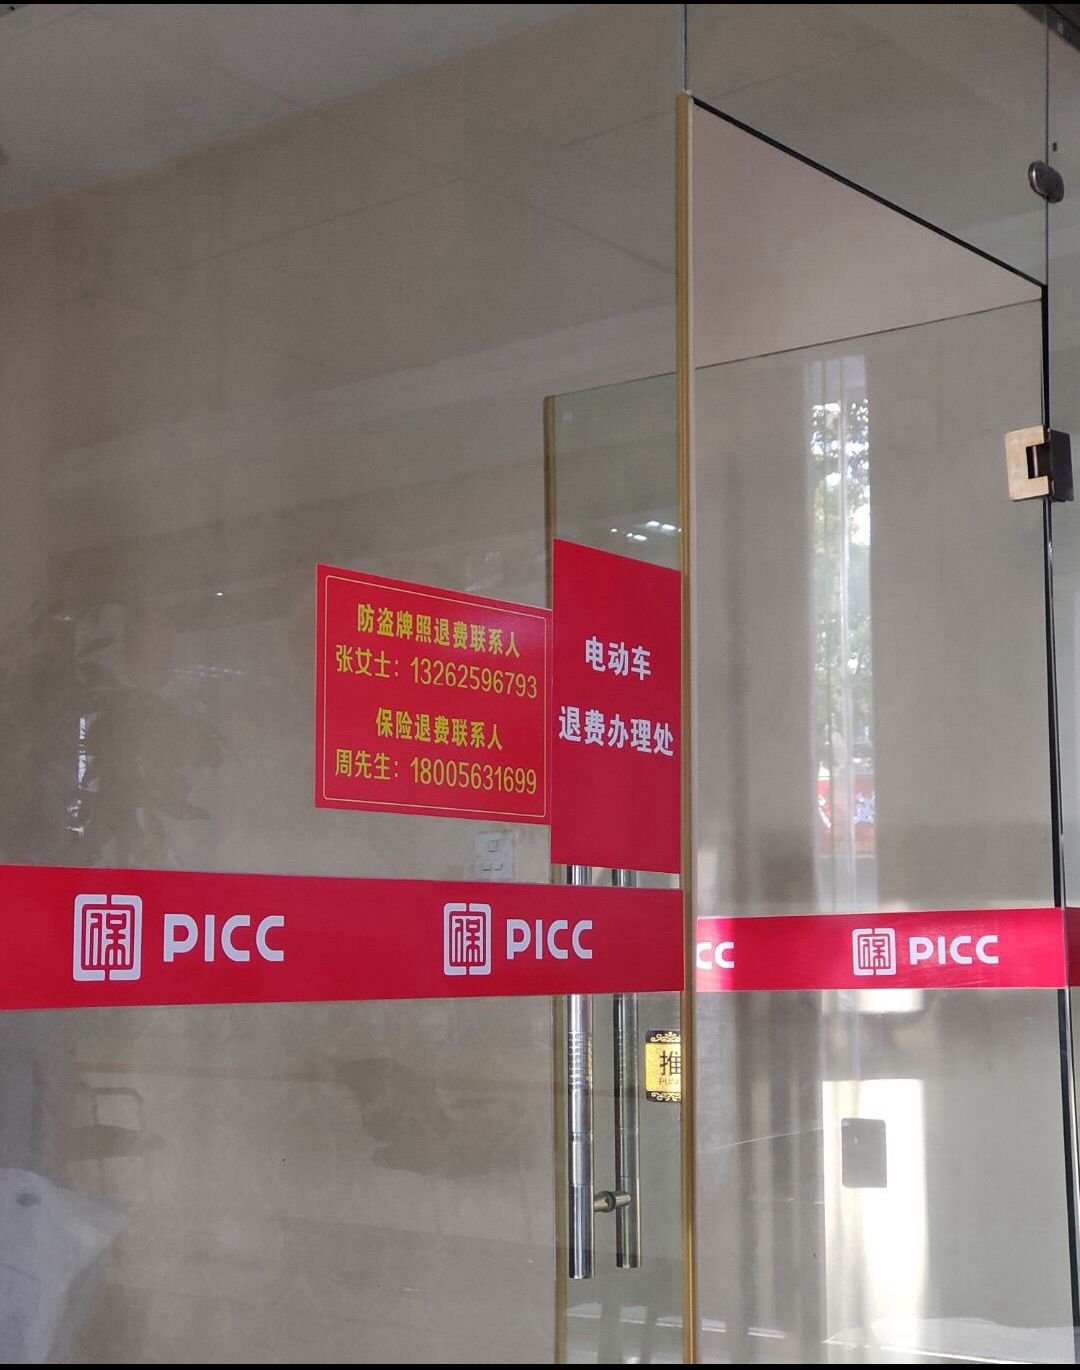 防盗牌照退费联系人
张女士：13262596793
保险退费联系人
周先生：18005631699
电动车
退费办理处
PICC
PICC
CC
PICC
推